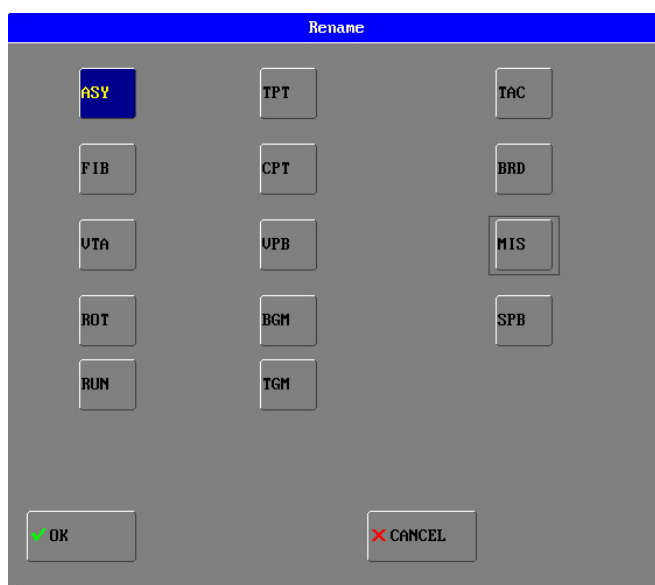 Rename
ASY TPT TAC
FIB CPT BRD
VTA VPB MIS
ROT BGM SPB
RUN TGM
OK CANCEL